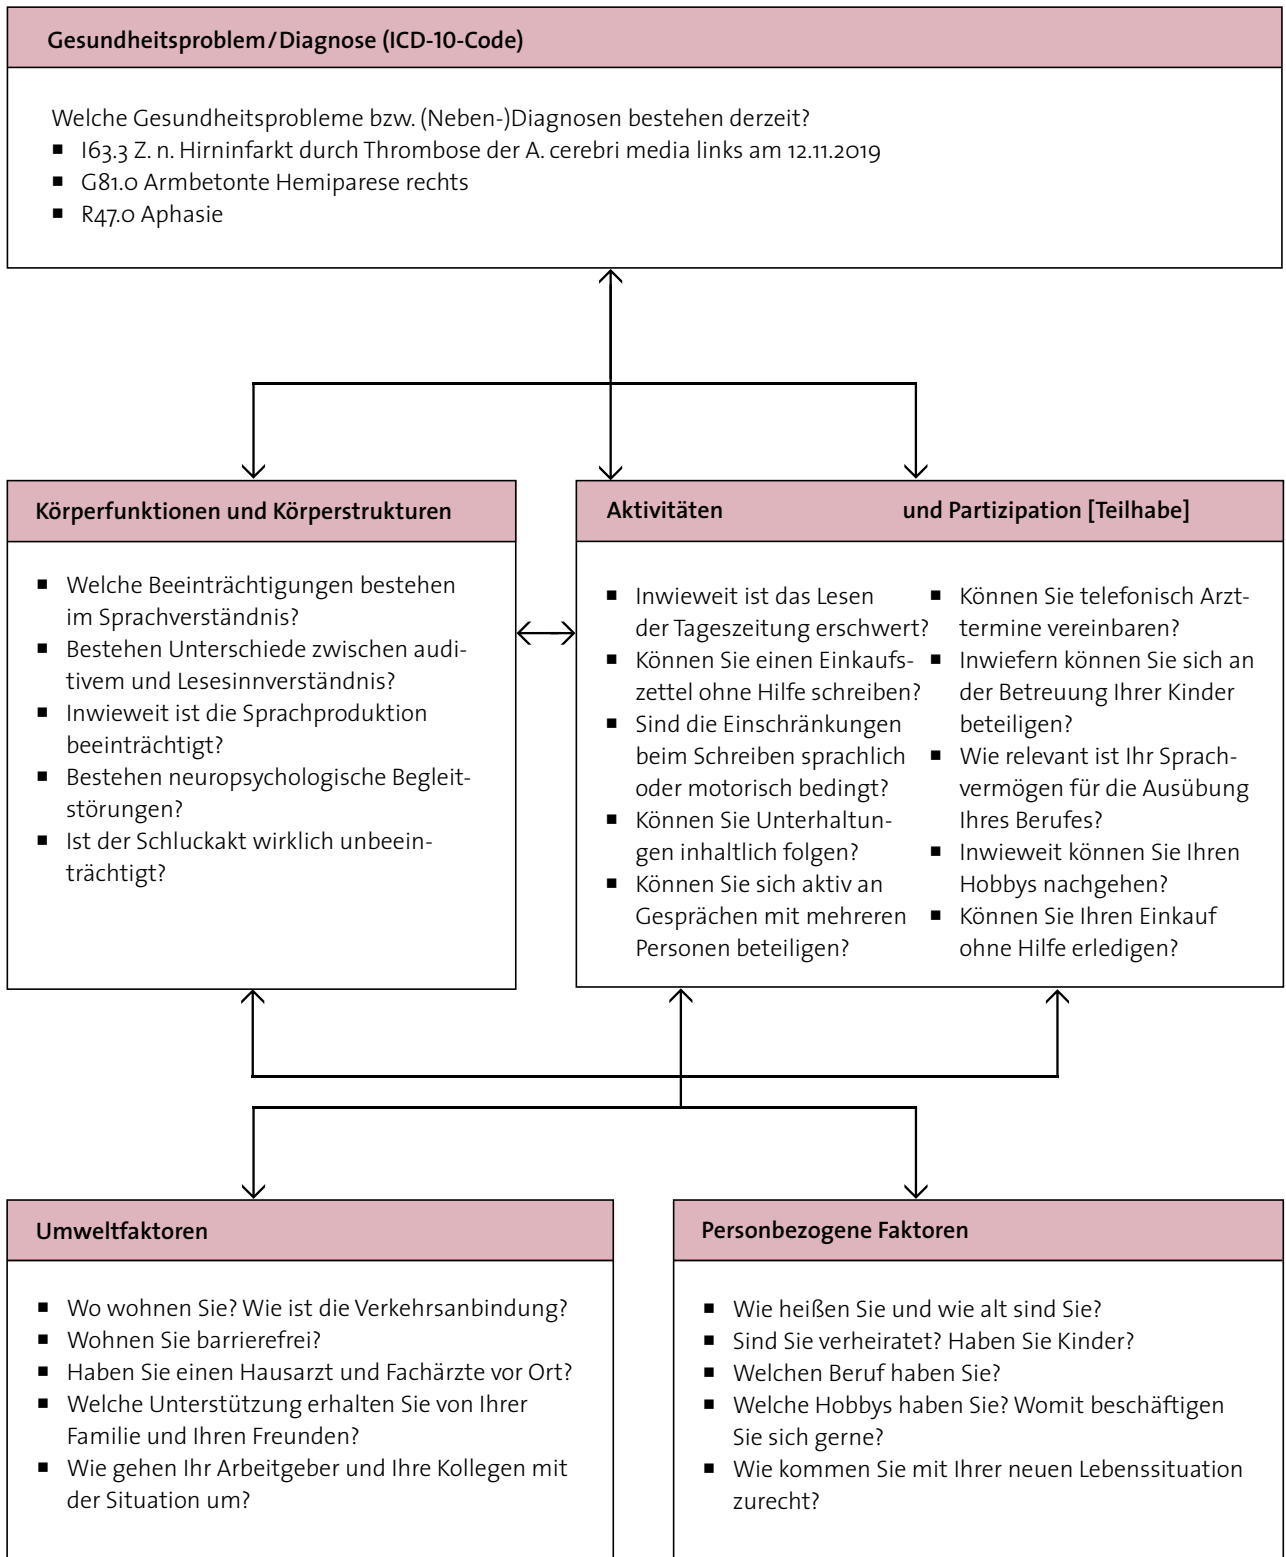 Gesundheitsproblem/Diagnose (ICD-10-Code)
Welche Gesundheitsprobleme bzw. (Neben-)Diagnosen bestehen derzeit?
■ I63.3 Z. n. Hirninfarkt durch Thrombose der A. cerebri media links am 12.11.2019
■ G81.0 Armbetonte Hemiparese rechts
■ R47.0 Aphasie
Körperfunktionen und Körperstrukturen
■ Welche Beeinträchtigungen bestehen
im Sprachverständnis?
■ Bestehen Unterschiede zwischen audi-
tivem und Lesesinnverständnis?
■ Inwieweit ist die Sprachproduktion
beeinträchtigt?
■ Bestehen neuropsychologische Begleit-
störungen?
■ Ist der Schluckakt wirklich unbeein-
trächtigt?
Aktivitäten und Partizipation [Teilhabe]
■ Inwieweit ist das Lesen
der Tageszeitung erschwert?
■ Können Sie einen Einkaufs-
zettel ohne Hilfe schreiben?
■ Sind die Einschränkungen
beim Schreiben sprachlich
oder motorisch bedingt?
■ Können Sie Unterhaltun-
gen inhaltlich folgen?
■ Können Sie sich aktiv an
Gesprächen mit mehreren
Personen beteiligen?
■ Können Sie telefonisch Arzt-
termine vereinbaren?
■ Inwiefern können Sie sich an
der Betreuung Ihrer Kinder
beteiligen?
■ Wie relevant ist Ihr Sprach-
vermögen für die Ausübung
Ihres Berufes?
■ Inwieweit können Sie Ihren
Hobbys nachgehen?
■ Können Sie Ihren Einkauf
ohne Hilfe erledigen?
Umweltfaktoren
■ Wo wohnen Sie? Wie ist die Verkehrsanbindung?
■ Wohnen Sie barrierefrei?
■ Haben Sie einen Hausarzt und Fachärzte vor Ort?
■ Welche Unterstützung erhalten Sie von Ihrer
Familie und Ihren Freunden?
■ Wie gehen Ihr Arbeitgeber und Ihre Kollegen mit
der Situation um?
Personbezogene Faktoren
■ Wie heißen Sie und wie alt sind Sie?
■ Sind Sie verheiratet? Haben Sie Kinder?
■ Welchen Beruf haben Sie?
■ Welche Hobbys haben Sie? Womit beschäftigen
Sie sich gerne?
■ Wie kommen Sie mit Ihrer neuen Lebenssituation
zurecht?